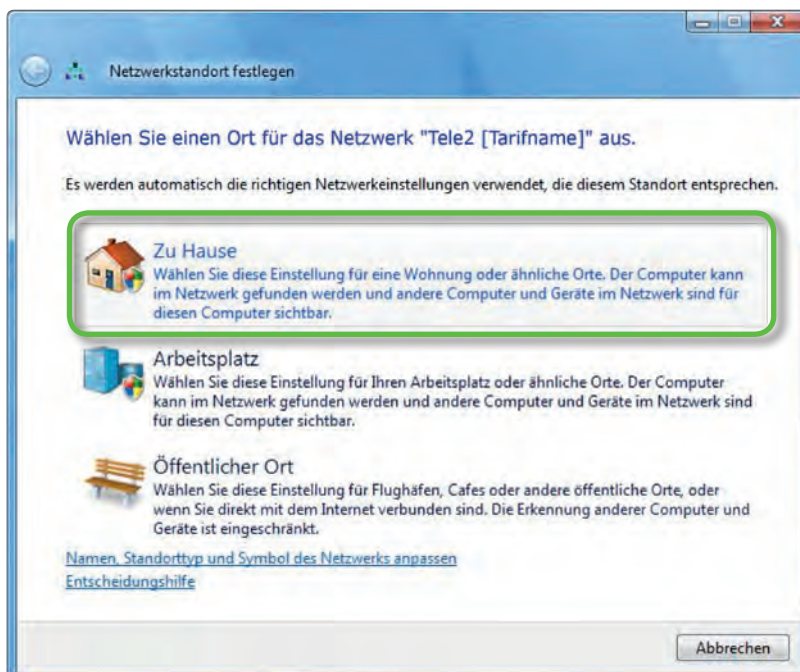 Netzwerkstandort festlegen
Wählen Sie einen Ort für das Netzwerk "Tele2 [Tarifname]" aus.
Es werden automatisch die richtigen Netzwerkeinstellungen verwendet, die diesem Standort entsprechen.
Zu Hause
Wählen Sie diese Einstellung für eine Wohnung oder ähnliche Orte. Der Computer kann
im Netzwerk gefunden werden und andere Computer und Geräte im Netzwerk sind für
diesen Computer sichtbar.
Arbeitsplatz
Wählen Sie diese Einstellung für Ihren Arbeitsplatz oder ähnliche Orte. Der Computer
kann im Netzwerk gefunden werden und andere Computer und Geräte im Netzwerk sind
für diesen Computer sichtbar.
Öffentlicher Ort
Wählen Sie diese Einstellung für Flughäfen, Cafes oder andere öffentliche Orte, oder
wenn Sie direkt mit dem Internet verbunden sind. Die Erkennung anderer Computer und
Geräte ist eingeschränkt.
Namen, Standorttyp und Symbol des Netzwerks anpassen
Entscheidungshilfe
Abbrechen